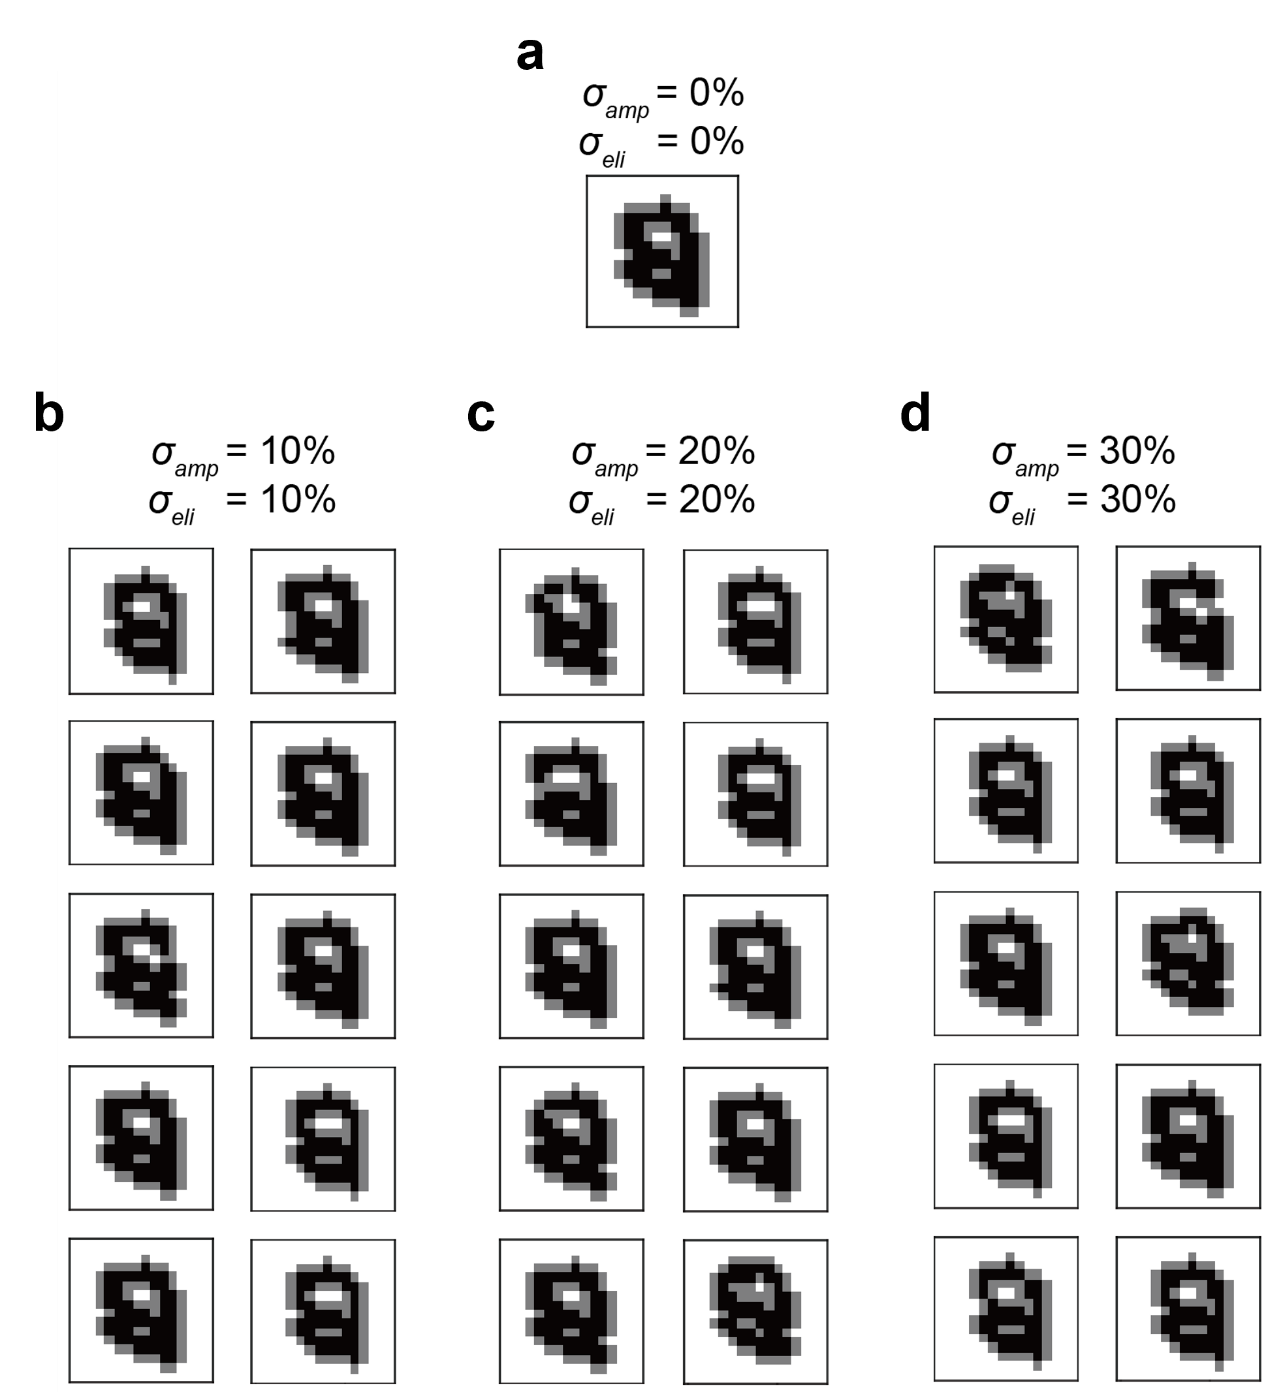 a
σamp = 0%
σeli = 0%
b
σamp = 10%
σeli = 10%
c
σamp = 20%
σeli = 20%
d
σamp = 30%
σeli = 30%